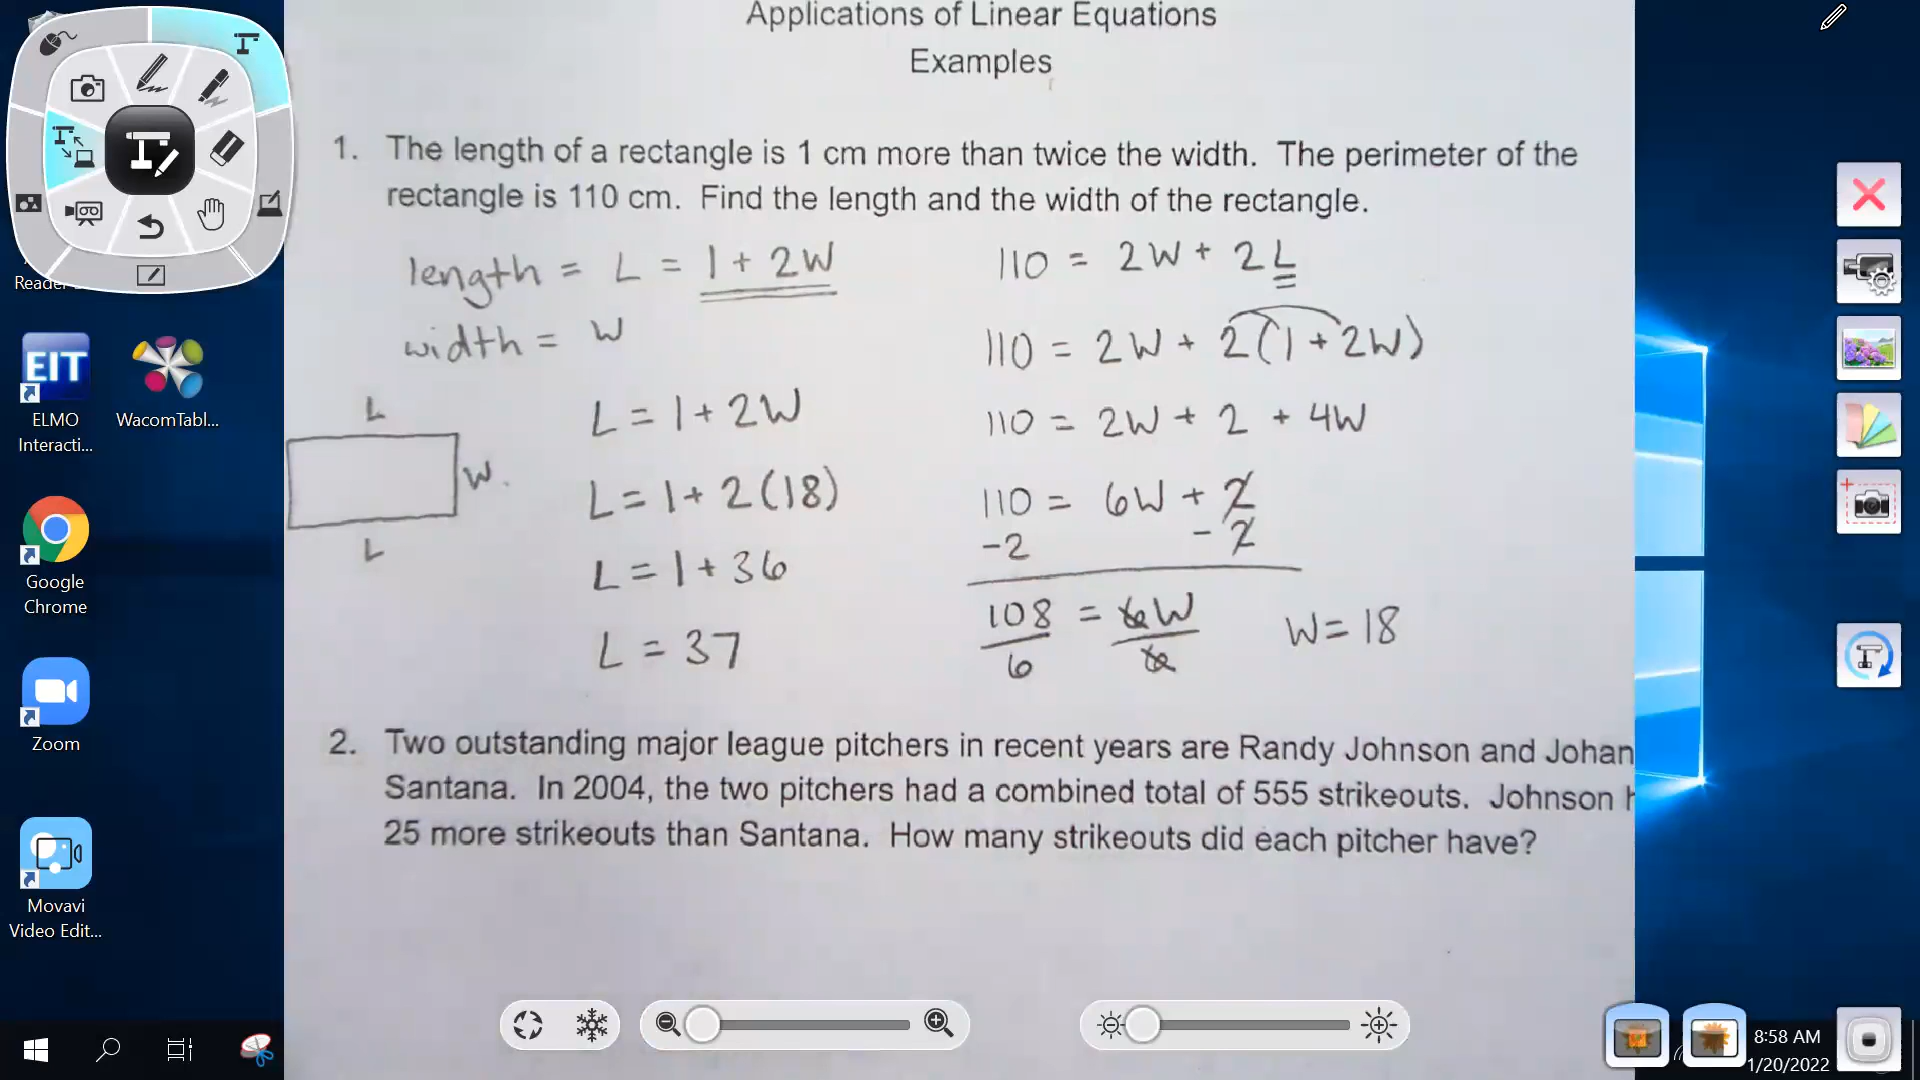 Applications of Linear Equations
Examples
1. The length of a rectangle is 1 cm more than twice the width. The perimeter of the
rectangle is 110 cm. Find the length and the width of the rectangle.
length = L = 1 + 2W
width = W
L
W.
L
L = 1 + 2W
L = 1 + 2(18)
L = 1 + 36
L = 37
110 = 2W + 2L
110 = 2W + 2(1 + 2W)
110 = 2W + 2 + 4W
110 = 6W + 2
-2 -2
108 = 6W
6 6
W = 18
2. Two outstanding major league pitchers in recent years are Randy Johnson and Johan
Santana. In 2004, the two pitchers had a combined total of 555 strikeouts. Johnson
25 more strikeouts than Santana. How many strikeouts did each pitcher have?
Reader
EIT
ELMO
Interacti...
WacomTabl...
Google
Chrome
Zoom
Movavi
Video Edit...
8:58 AM
1/20/2022